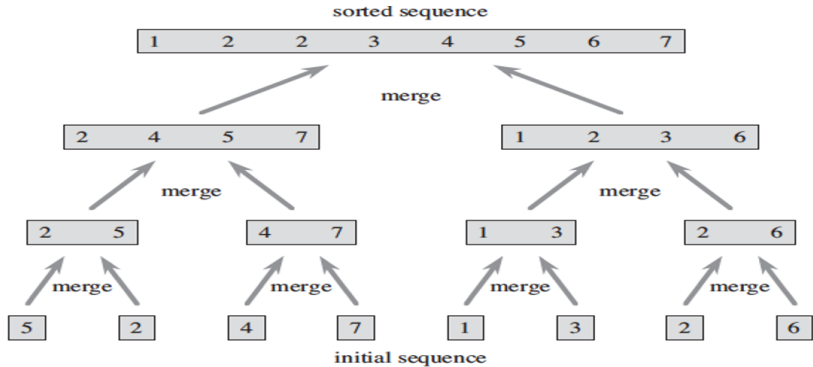 sorted sequence
1 2 2 3 4 5 6 7
merge
2 4 5 7 1 2 3 6
merge merge
2 5 4 7 1 3 2 6
merge merge merge merge
5 2 4 7 1 3 2 6
initial sequence